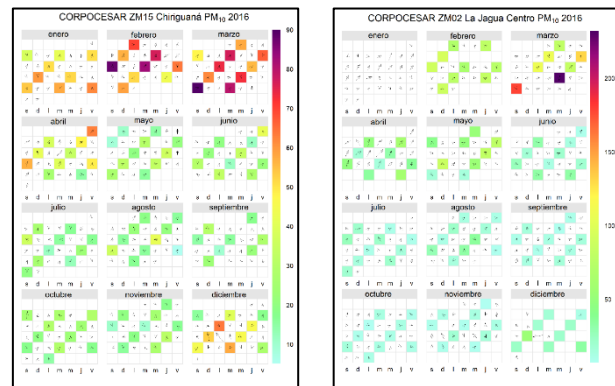 CORPOCESAR ZM15 Chiriguaná PM10 2016
enero febrero marzo
abril mayo junio
s d l m m j v s d l m m j v s d l m m j v
julio agosto septiembre
octubre noviembre diciembre
s d l m m j v s d l m m j v s d l m m j v
90
80
70
60
50
40
30
20
10
CORPOCESAR ZM02 La Jagua Centro PM10 2016
enero febrero marzo
abril mayo junio
s d l m m j v s d l m m j v s d l m m j v
julio agosto septiembre
octubre noviembre diciembre
s d l m m j v s d l m m j v s d l m m j v
200
150
100
50